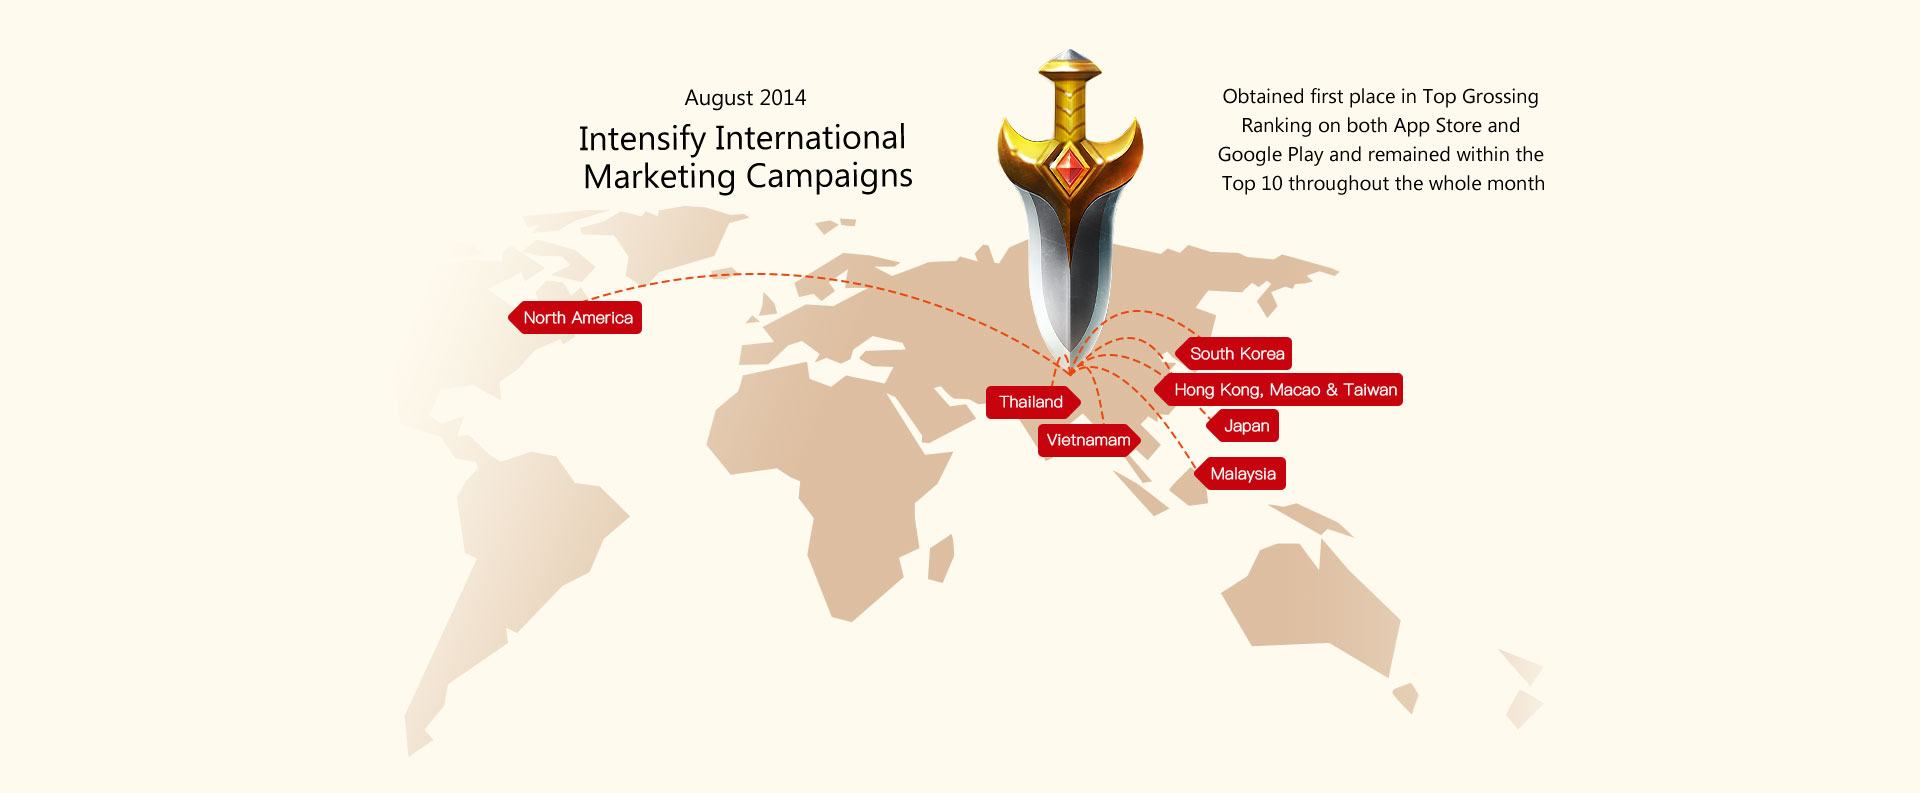 August 2014
Intensify International
Marketing Campaigns
Obtained first place in Top Grossing
Ranking on both App Store and
Google Play and remained within the
Top 10 throughout the whole month
North America
South Korea
Hong Kong, Macao & Taiwan
Thailand
Japan
Vietnamam
Malaysia